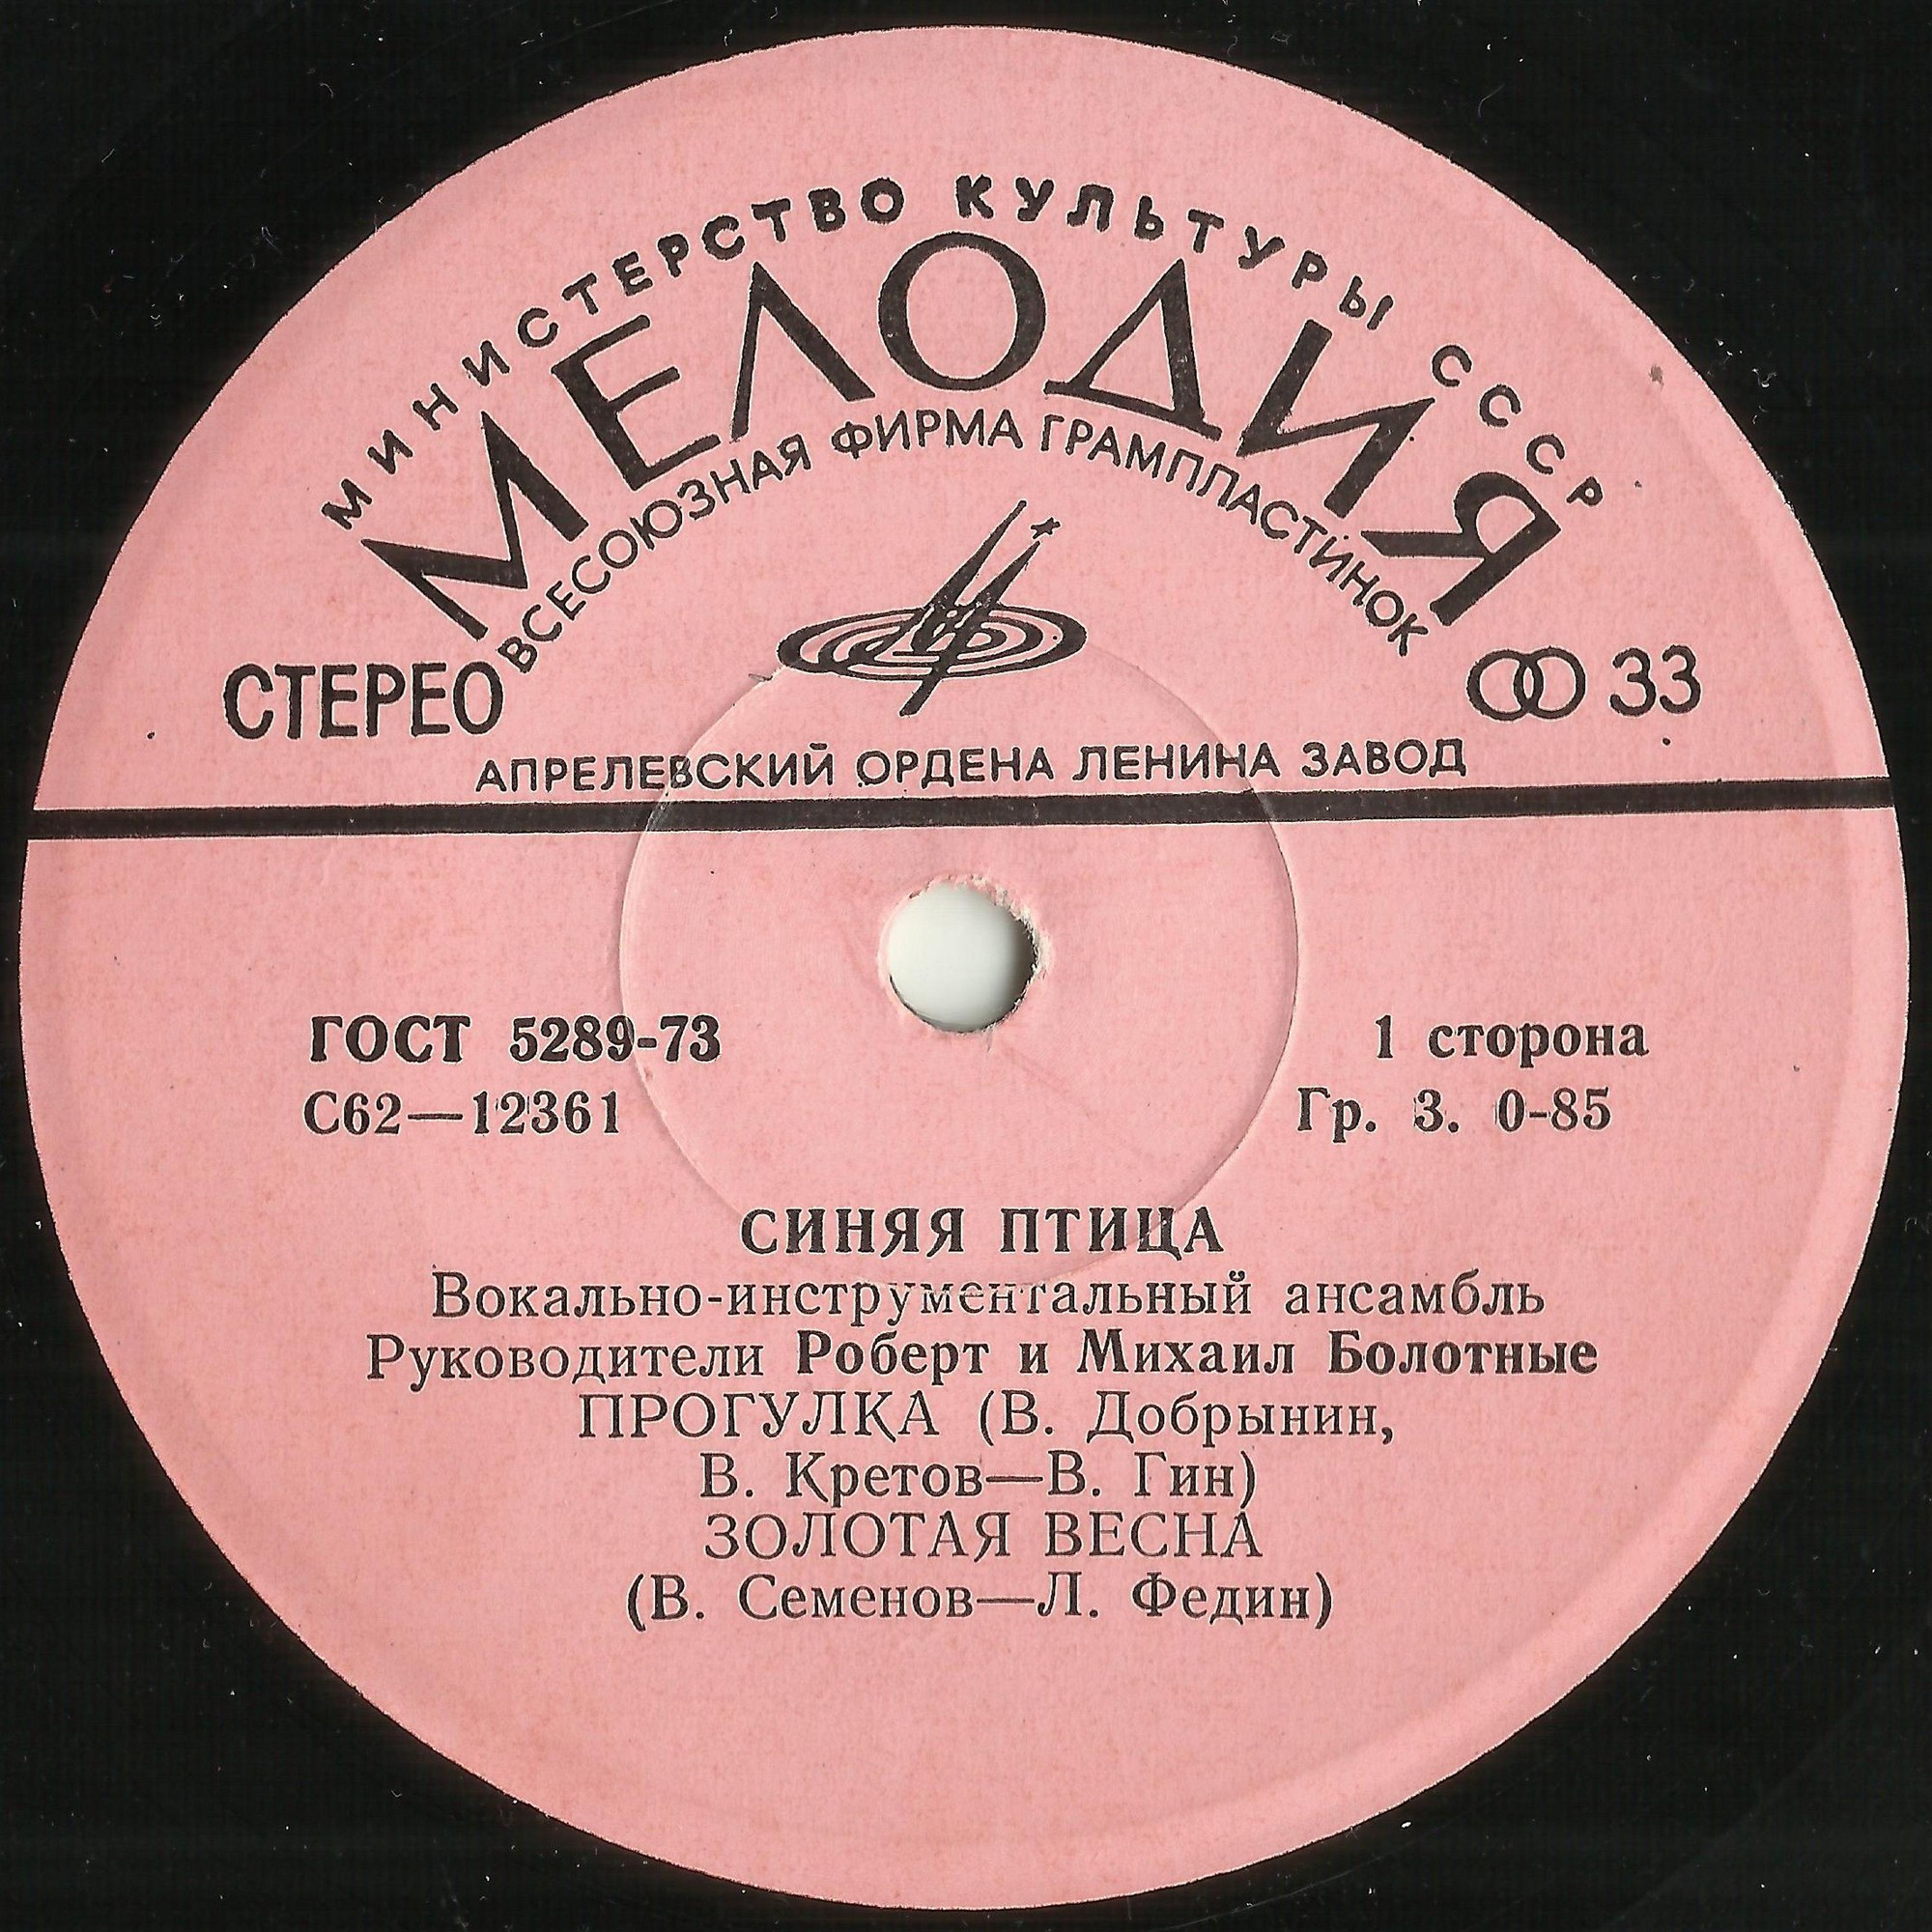 МИНИСТЕРСТВО КУЛЬТУРЫ СССР
МЕЛОДИЯ
ВСЕСОЮЗНАЯ ФИРМА ГРАМПЛАСТИНОК
СТЕРЕО 33
АПРЕЛЕВСКИЙ ОРДЕНА ЛЕНИНА ЗАВОД
ГОСТ 5289-73 1 сторона
С62—12361 Гр. 3. 0-85
СИНЯЯ ПТИЦА
Вокально-инструментальный ансамбль
Руководители Роберт и Михаил Болотные
ПРОГУЛКА (В. Добрынин,
В. Кретов—В. Гин)
ЗОЛОТАЯ ВЕСНА
(В. Семенов—Л. Федин)